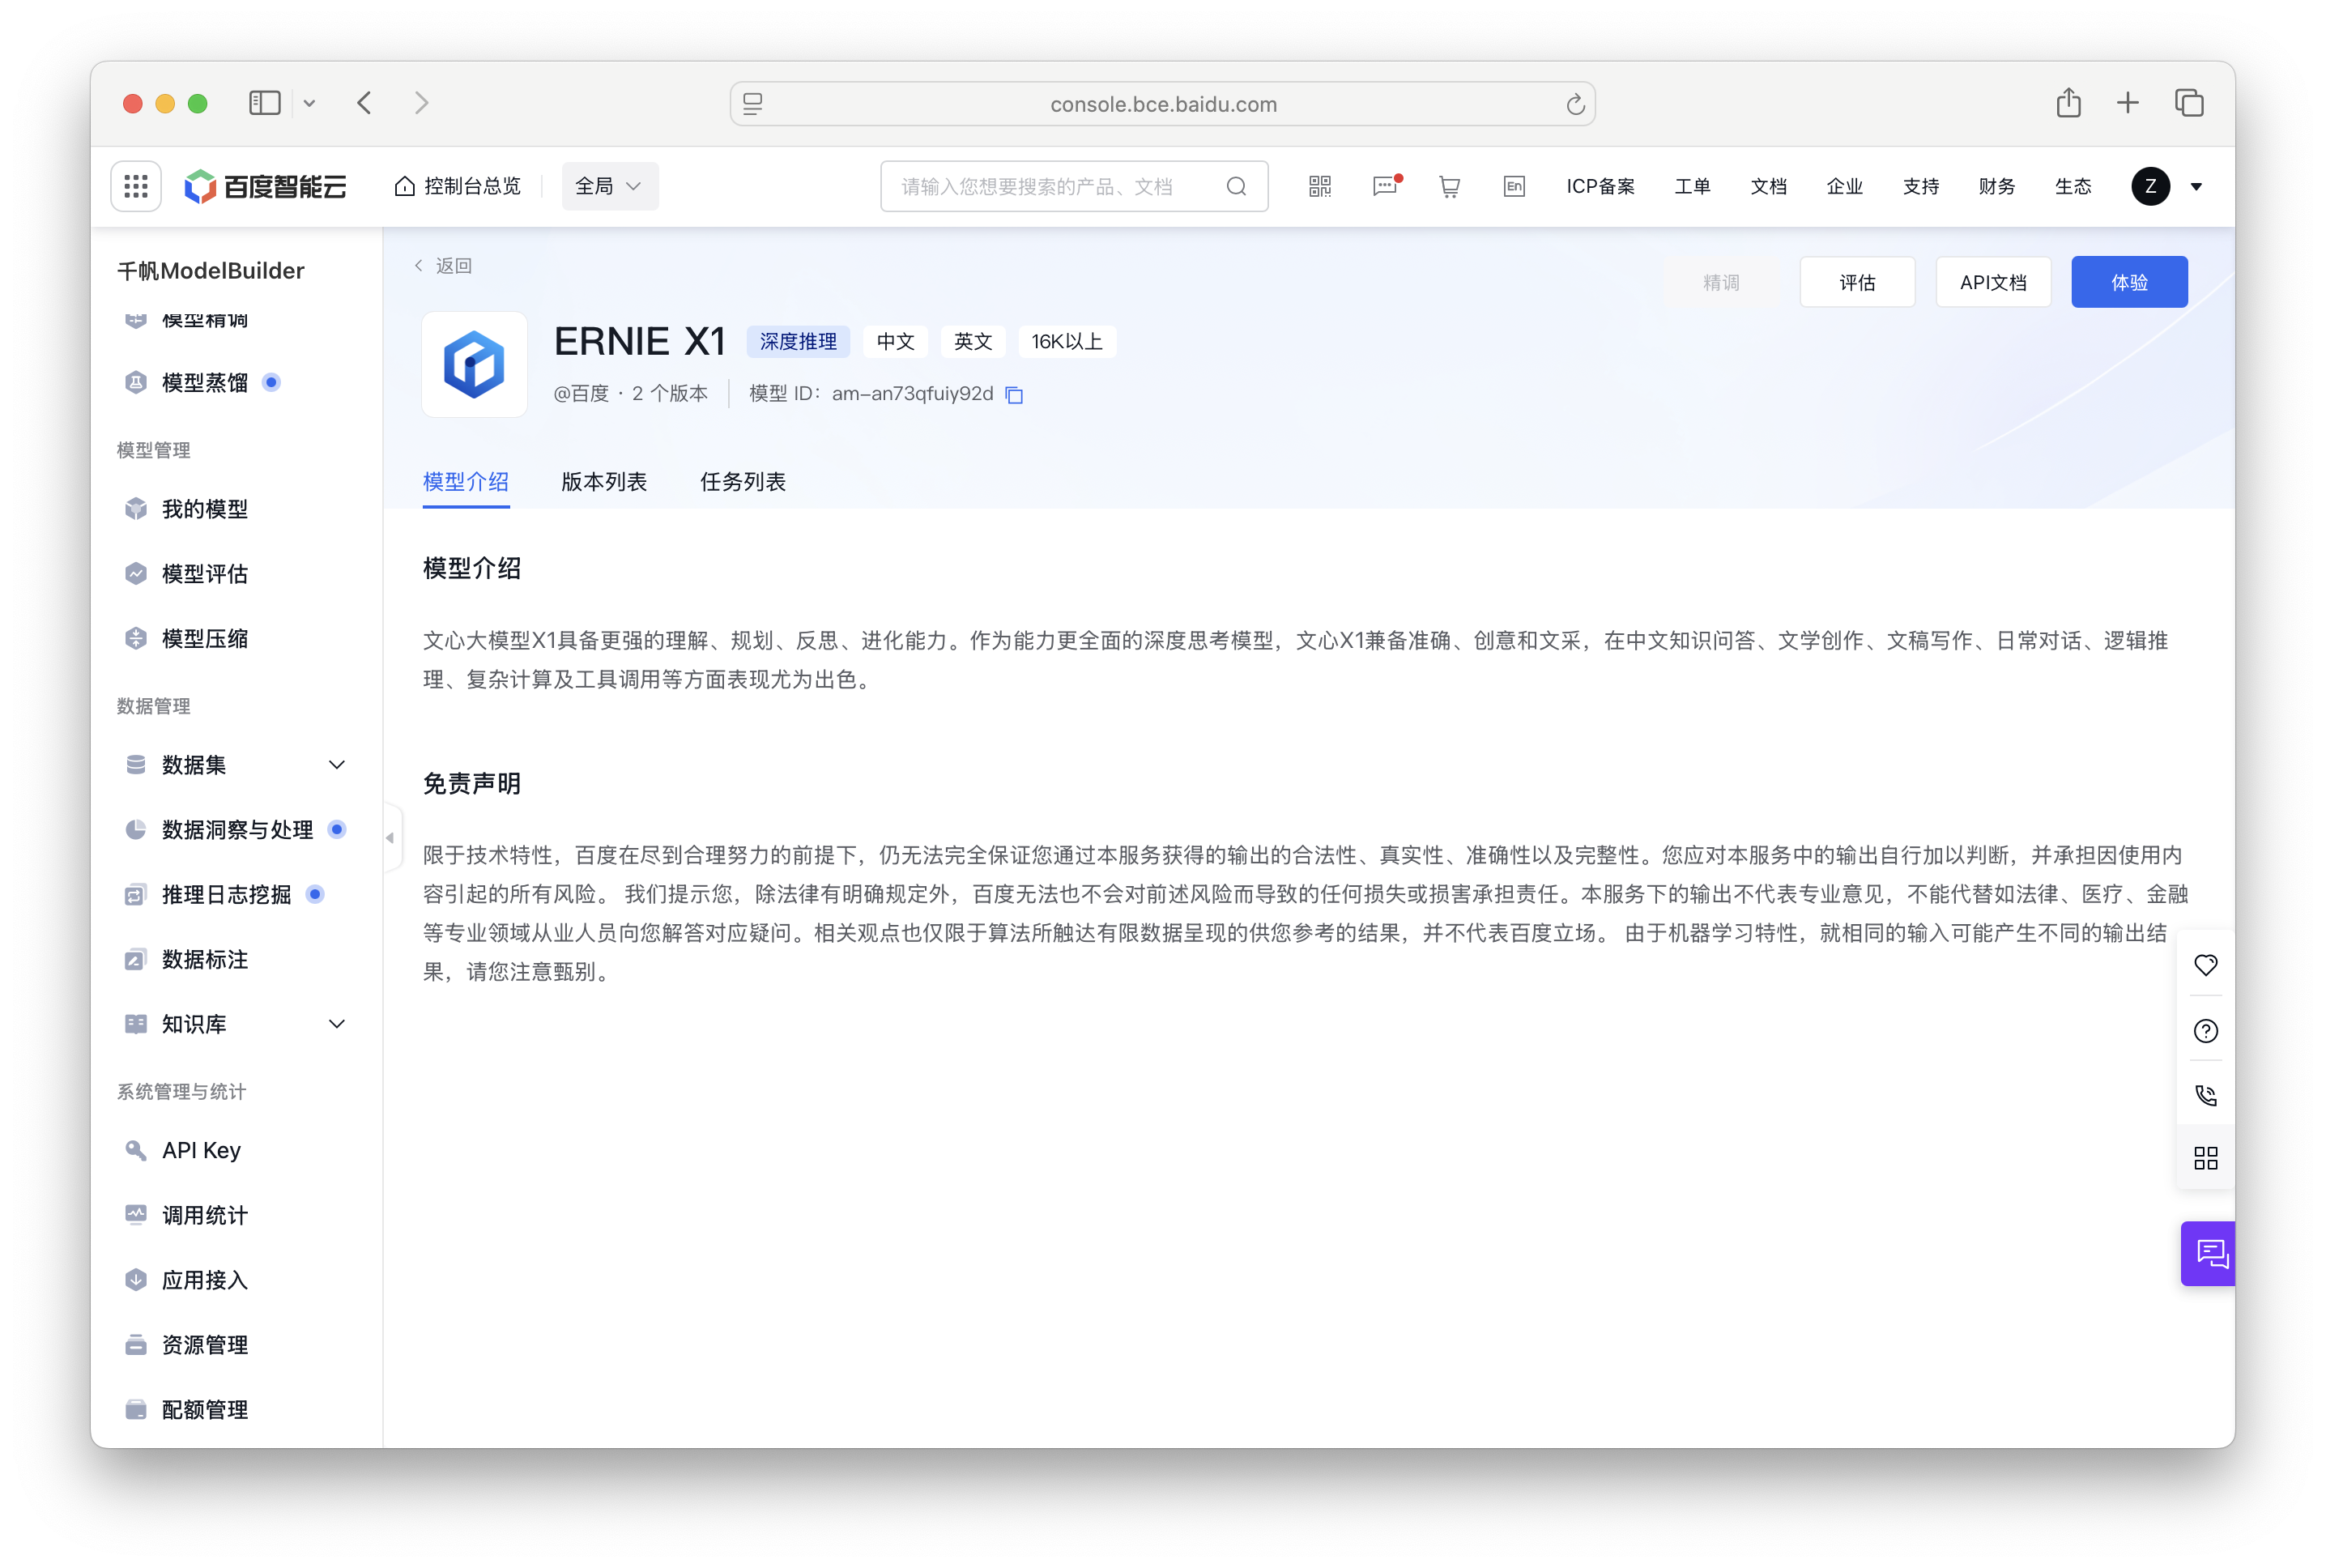 console.bce.baidu.com
百度智能云
控制台总览
全局
请输入您想要搜索的产品、文档
En
ICP备案
工单
文档
企业
支持
财务
生态
Z
千帆ModelBuilder
模型精调
模型蒸馏
模型管理
我的模型
模型评估
模型压缩
数据管理
数据集
数据洞察与处理
推理日志挖掘
数据标注
知识库
系统管理与统计
API Key
调用统计
应用接入
资源管理
配额管理
返回
精调
评估
API文档
体验
ERNIE X1
深度推理
中文
英文
16K以上
@百度 · 2 个版本
模型 ID：am-an73qfuiy92d
模型介绍
版本列表
任务列表
模型介绍
文心大模型X1具备更强的理解、规划、反思、进化能力。作为能力更全面的深度思考模型，文心X1兼备准确、创意和文采，在中文知识问答、文学创作、文稿写作、日常对话、逻辑推
理、复杂计算及工具调用等方面表现尤为出色。
免责声明
限于技术特性，百度在尽到合理努力的前提下，仍无法完全保证您通过本服务获得的输出的合法性、真实性、准确性以及完整性。您应对本服务中的输出自行加以判断，并承担因使用内
容引起的所有风险。 我们提示您，除法律有明确规定外，百度无法也不会对前述风险而导致的任何损失或损害承担责任。本服务下的输出不代表专业意见，不能代替如法律、医疗、金融
等专业领域从业人员向您解答对应疑问。相关观点也仅限于算法所触达有限数据呈现的供您参考的结果，并不代表百度立场。 由于机器学习特性，就相同的输入可能产生不同的输出结
果，请您注意甄别。